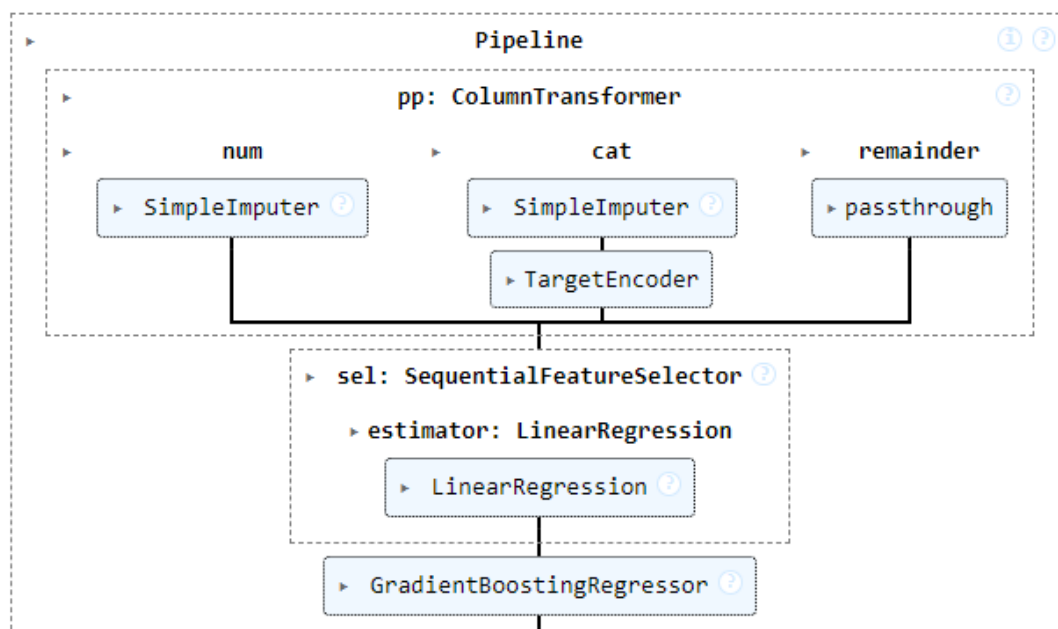 Pipeline
pp: ColumnTransformer
num cat remainder
SimpleImputer SimpleImputer passthrough
TargetEncoder
sel: SequentialFeatureSelector
estimator: LinearRegression
LinearRegression
GradientBoostingRegressor